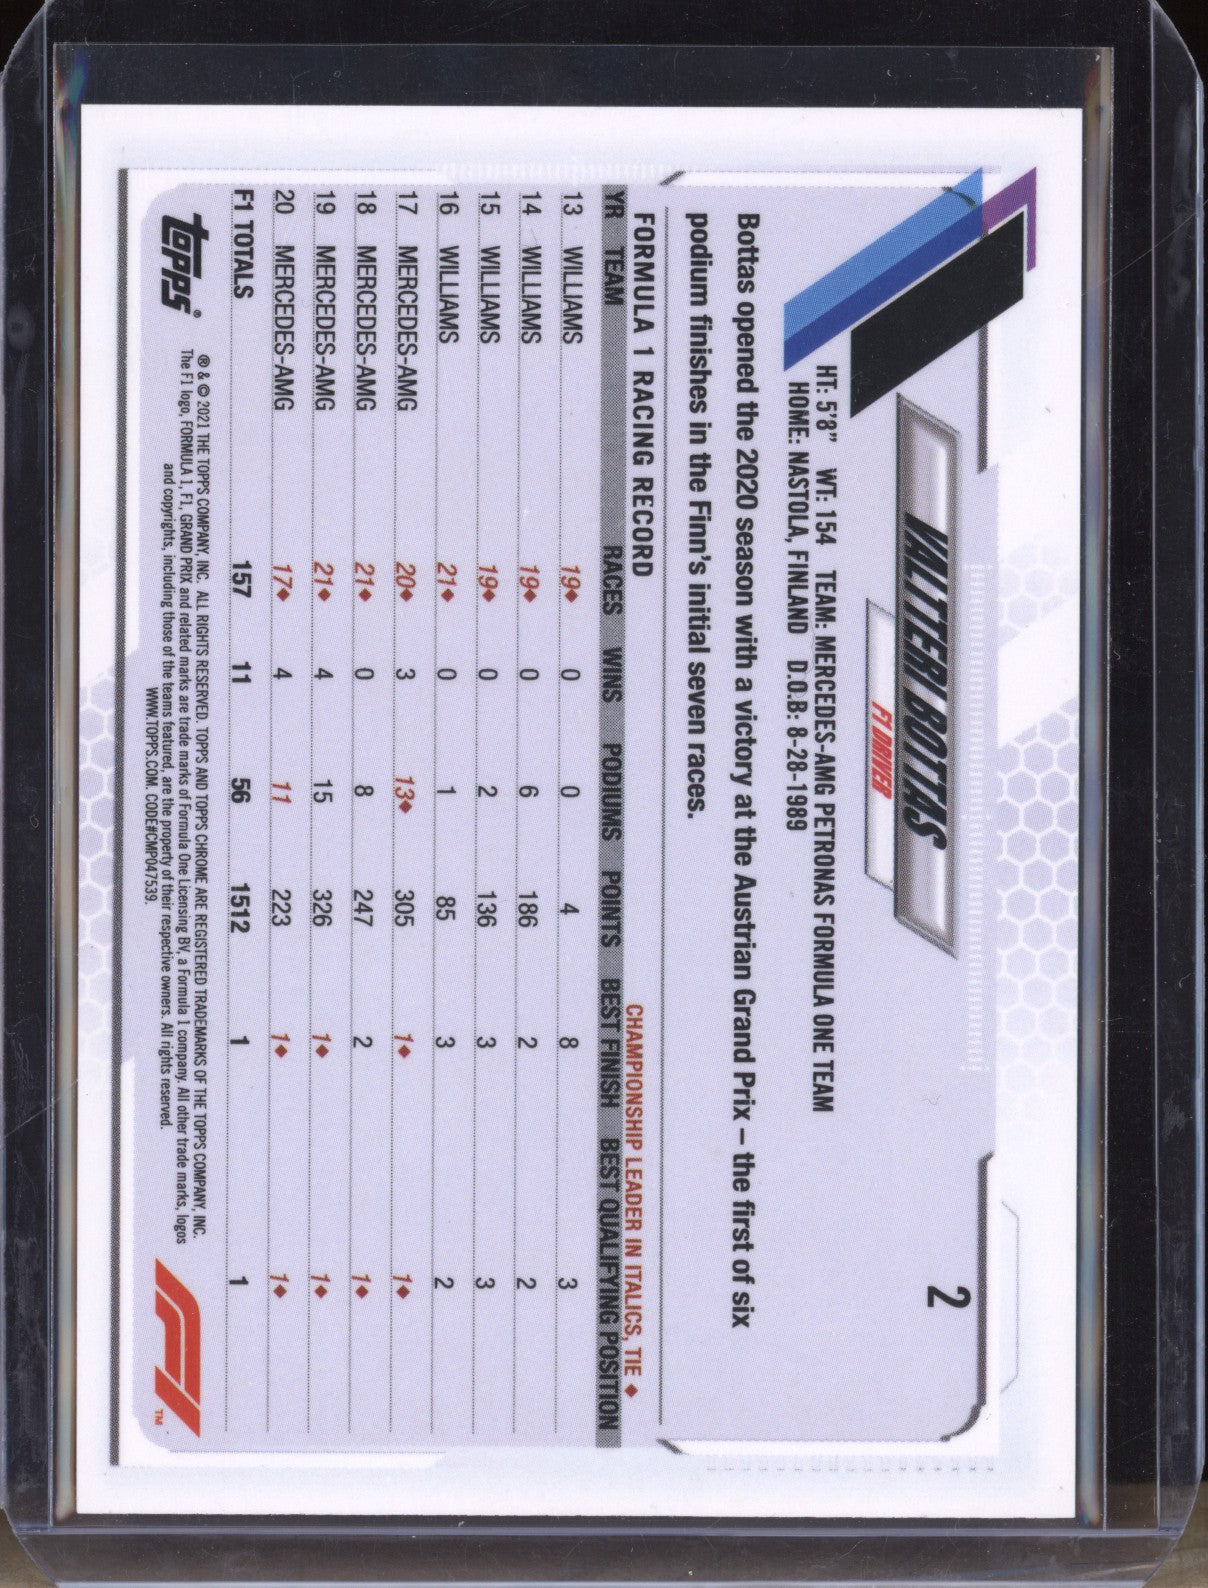 2
VALTTERI BOTTAS
F1 DRIVER
HT: 5'8" WT: 154 TEAM: MERCEDES-AMG PETRONAS FORMULA ONE TEAM
HOME: NASTOLA, FINLAND D.O.B: 8-28-1989
Bottas opened the 2020 season with a victory at the Austrian Grand Prix – the first of six
podium finishes in the Finn's initial seven races.
FORMULA 1 RACING RECORD
CHAMPIONSHIP LEADER IN ITALICS, TIE ♦
YR TEAM RACES WINS PODIUMS POINTS BEST FINISH BEST QUALIFYING POSITION
13 WILLIAMS 19♦ 0 0 4 8 3
14 WILLIAMS 19♦ 0 6 186 2 2
15 WILLIAMS 19♦ 0 2 136 3 3
16 WILLIAMS 21♦ 0 1 85 3 2
17 MERCEDES-AMG 20♦ 3 13♦ 305 1♦ 1♦
18 MERCEDES-AMG 21♦ 0 8 247 2 1♦
19 MERCEDES-AMG 21♦ 4 15 326 1♦ 1♦
20 MERCEDES-AMG 17♦ 4 11 223 1♦ 1♦
F1 TOTALS 157 11 56 1512 1 1
topps®
® & © 2021 THE TOPPS COMPANY, INC. ALL RIGHTS RESERVED. TOPPS AND TOPPS CHROME ARE REGISTERED TRADEMARKS OF THE TOPPS COMPANY, INC.
The F1 logo, FORMULA 1, F1, GRAND PRIX and related marks are trade marks of Formula One Licensing BV, a Formula 1 company. All other trade marks, logos
and copyrights, including those of the teams featured, are the property of their respective owners. All rights reserved.
WWW.TOPPS.COM. CODE#CMP047539.
F1 TM